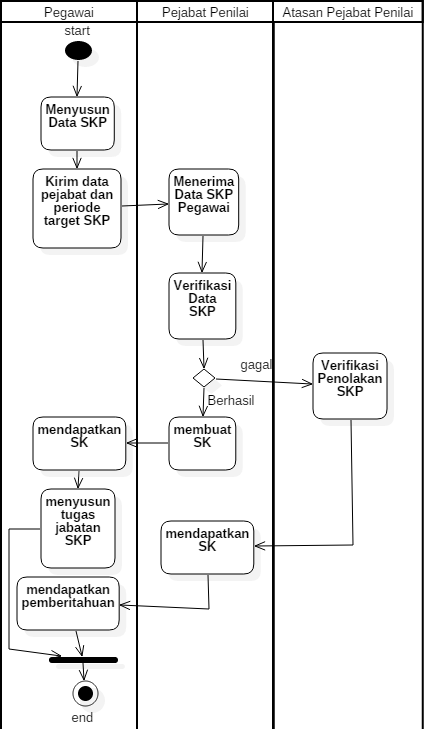 Pegawai
Pejabat Penilai
Atasan Pejabat Penilai
start
Menyusun
Data SKP
Kirim data
pejabat dan
periode
target SKP
Menerima
Data SKP
Pegawai
Verifikasi
Data
SKP
gagal
Verifikasi
Penolakan
SKP
Berhasil
mendapatkan
SK
membuat
SK
menyusun
tugas
jabatan
SKP
mendapatkan
SK
mendapatkan
pemberitahuan
end